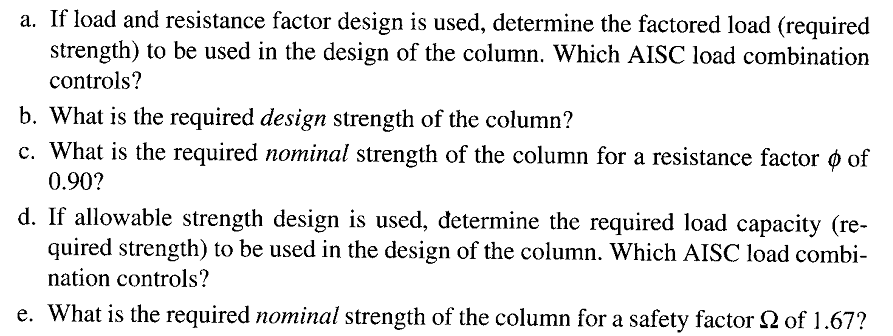 a. If load and resistance factor design is used, determine the factored load (required
strength) to be used in the design of the column. Which AISC load combination
controls?
b. What is the required design strength of the column?
c. What is the required nominal strength of the column for a resistance factor ϕ of
0.90?
d. If allowable strength design is used, determine the required load capacity (re-
quired strength) to be used in the design of the column. Which AISC load combi-
nation controls?
e. What is the required nominal strength of the column for a safety factor Ω of 1.67?